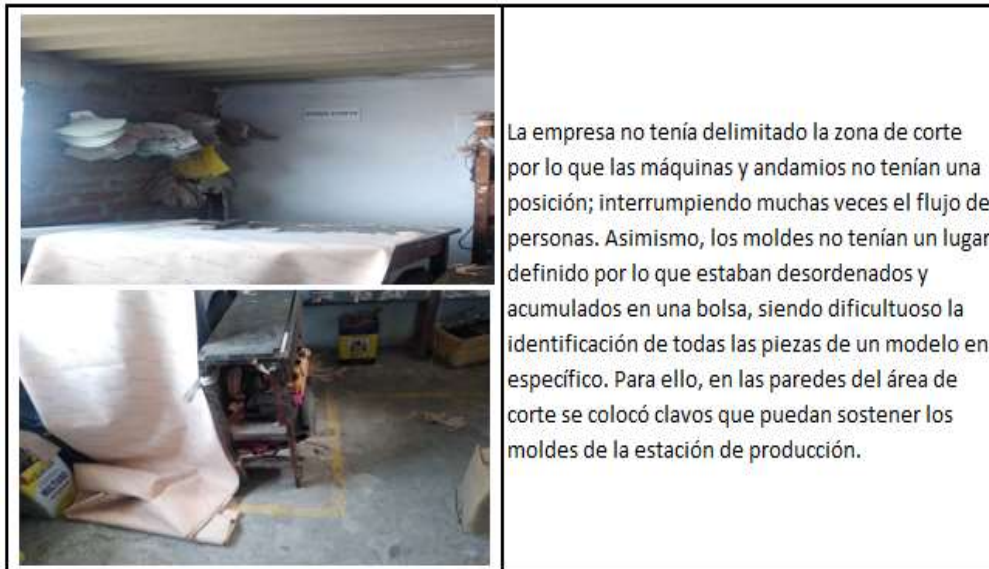 La empresa no tenía delimitado la zona de corte
por lo que las máquinas y andamios no tenían una
posición; interrumpiendo muchas veces el flujo de
personas. Asimismo, los moldes no tenían un lugar
definido por lo que estaban desordenados y
acumulados en una bolsa, siendo dificultuoso la
identificación de todas las piezas de un modelo en
específico. Para ello, en las paredes del área de
corte se colocó clavos que puedan sostener los
moldes de la estación de producción.